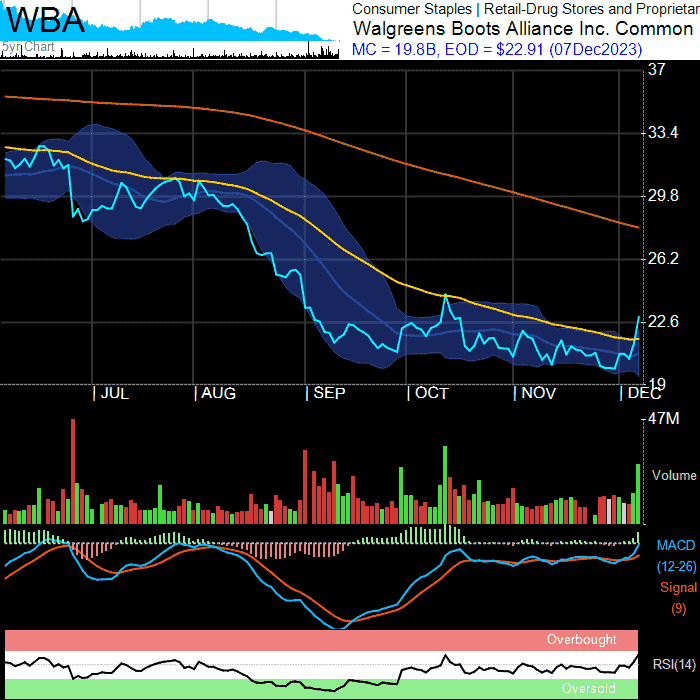 WBA
5yr Chart
Consumer Staples | Retail-Drug Stores and Proprietar
Walgreens Boots Alliance Inc. Common
MC = 19.8B, EOD = $22.91 (07Dec2023)
37
33.4
29.8
26.2
22.6
19
JUL AUG SEP OCT NOV DEC
47M
Volume
MACD
(12-26)
Signal
(9)
Overbought
RSI(14)
Oversold